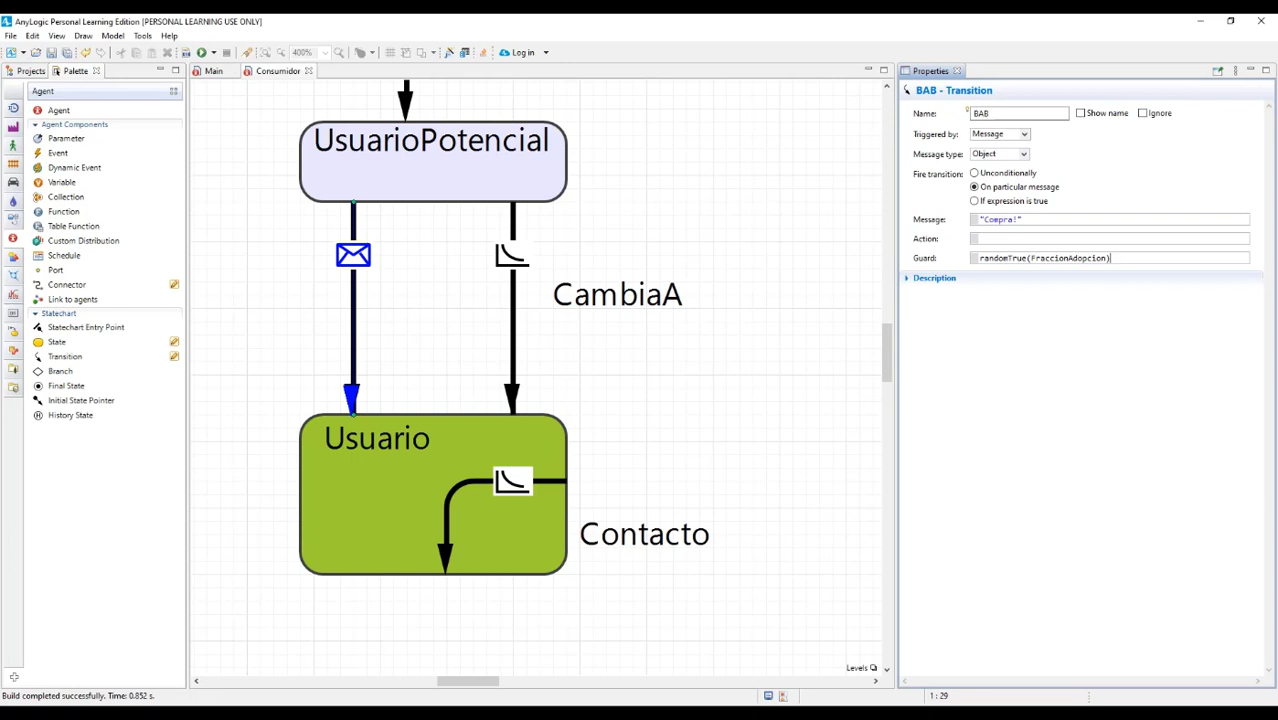 AnyLogic Personal Learning Edition [PERSONAL LEARNING USE ONLY]
File Edit View Draw Model Tools Help
400% Log in
Projects Palette
Main Consumidor
Properties
Agent
Agent
Agent Components
Parameter
Event
Dynamic Event
Variable
Collection
Function
Table Function
Custom Distribution
Schedule
Port
Connector
Link to agents
Statechart
Statechart Entry Point
State
Transition
Branch
Final State
Initial State Pointer
History State
UsuarioPotencial
CambiaA
Usuario
Contacto
Levels
BAB - Transition
Name: BAB Show name Ignore
Triggered by: Message
Message type: Object
Fire transition: Unconditionally
On particular message
If expression is true
Message: "Compra!"
Action:
Guard: randomTrue(FraccionAdopcion)
Description
Build completed successfully. Time: 0.852 s.
1 : 29